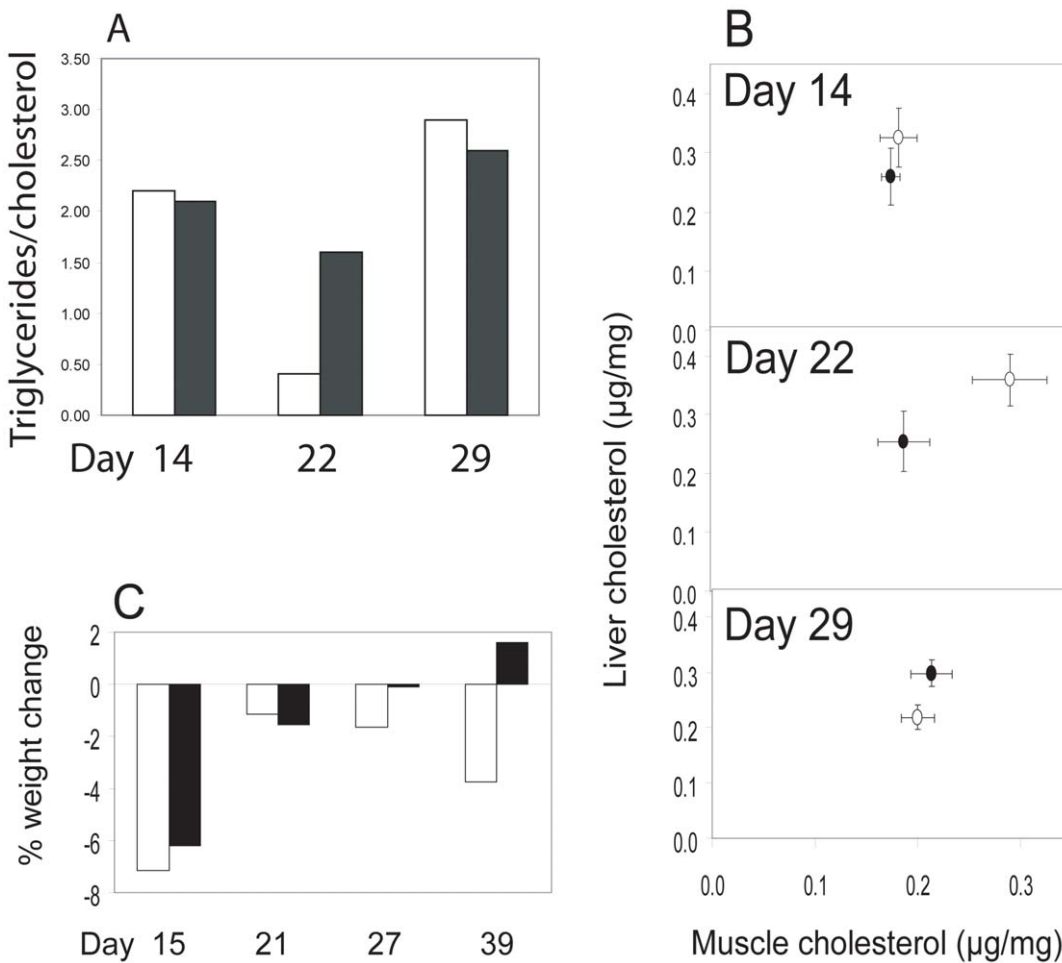 A
Triglycerides/cholesterol
3.50
3.00
2.50
2.00
1.50
1.00
0.50
0.00
Day 14 22 29
B
Liver cholesterol (µg/mg)
Day 14
0.4
0.3
0.2
0.1
0.0
Day 22
0.4
0.3
0.2
0.1
0.0
Day 29
0.4
0.3
0.2
0.1
0.0
0.0 0.1 0.2 0.3
Muscle cholesterol (µg/mg)
C
% weight change
2
0
-2
-4
-6
-8
Day 15 21 27 39